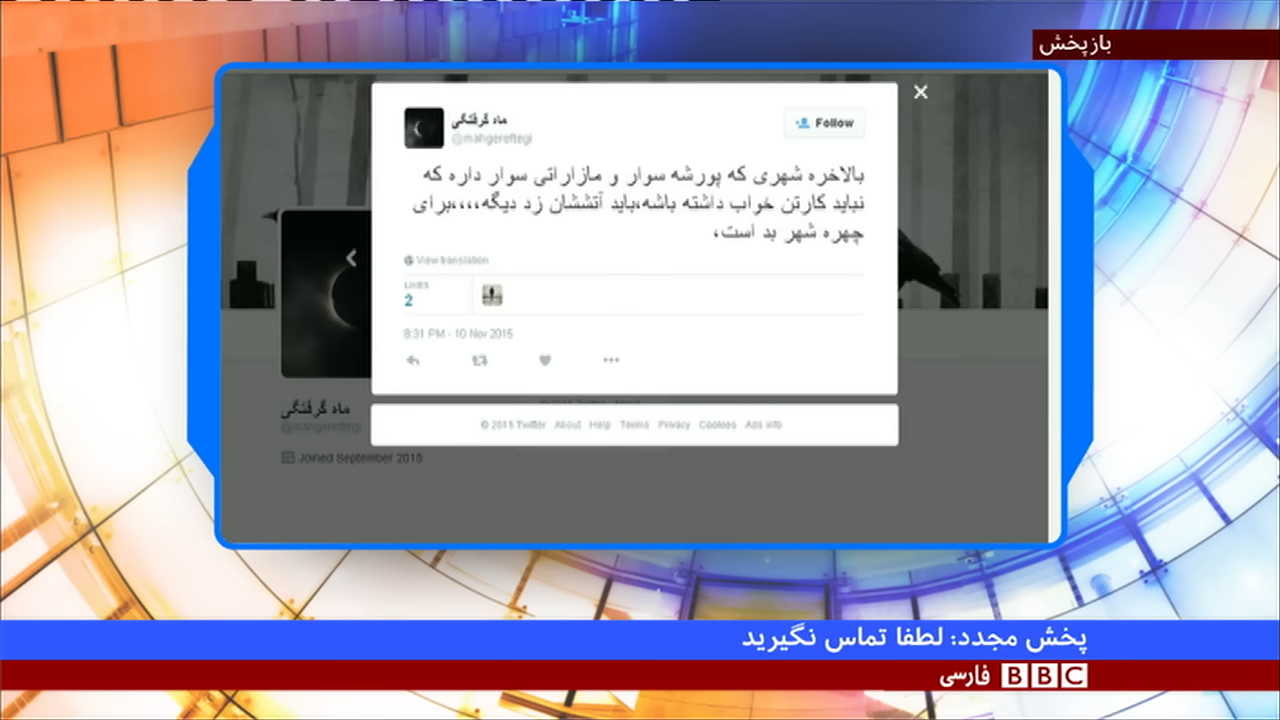 بازپخش
ماه گرفتگی
@mahgereftegi
Follow
بالاخره شهری که پورشه سوار و مازاراتی سوار داره که
نباید کارتن خواب داشته باشه،باید آتششان زد دیگه،،،،برای
چهره شهر بد است،
View translation
LIKES
2
8:31 PM - 10 Nov 2015
ماه گرفتگی
@mahgereftegi
Joined September 2015
© 2015 Twitter About Help Terms Privacy Cookies Ads info
پخش مجدد: لطفا تماس نگیرید
BBC فارسی